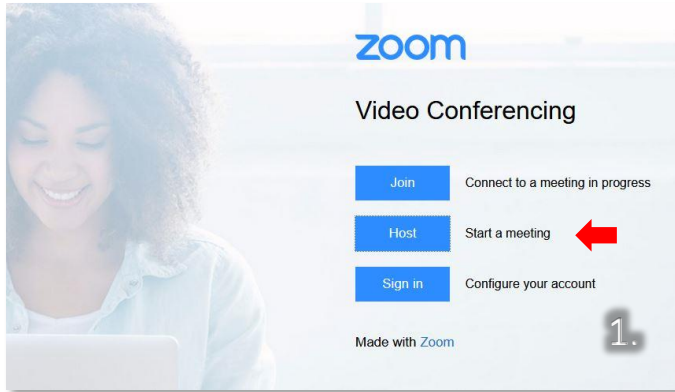 zoom
Video Conferencing
Join Connect to a meeting in progress
Host Start a meeting
Sign in Configure your account
Made with Zoom
1.